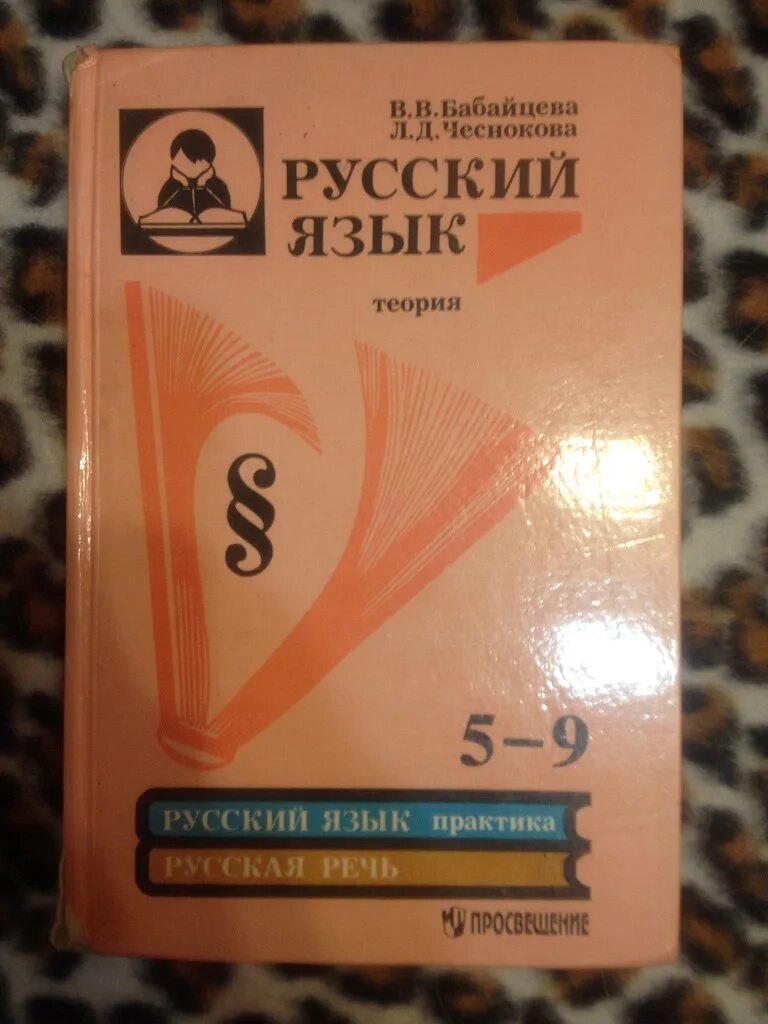 В.В.Бабайцева
Л.Д.Чеснокова
РУССКИЙ
ЯЗЫК
теория
§
5–9
РУССКИЙ ЯЗЫК практика
РУССКАЯ РЕЧЬ
ПРОСВЕЩЕНИЕ